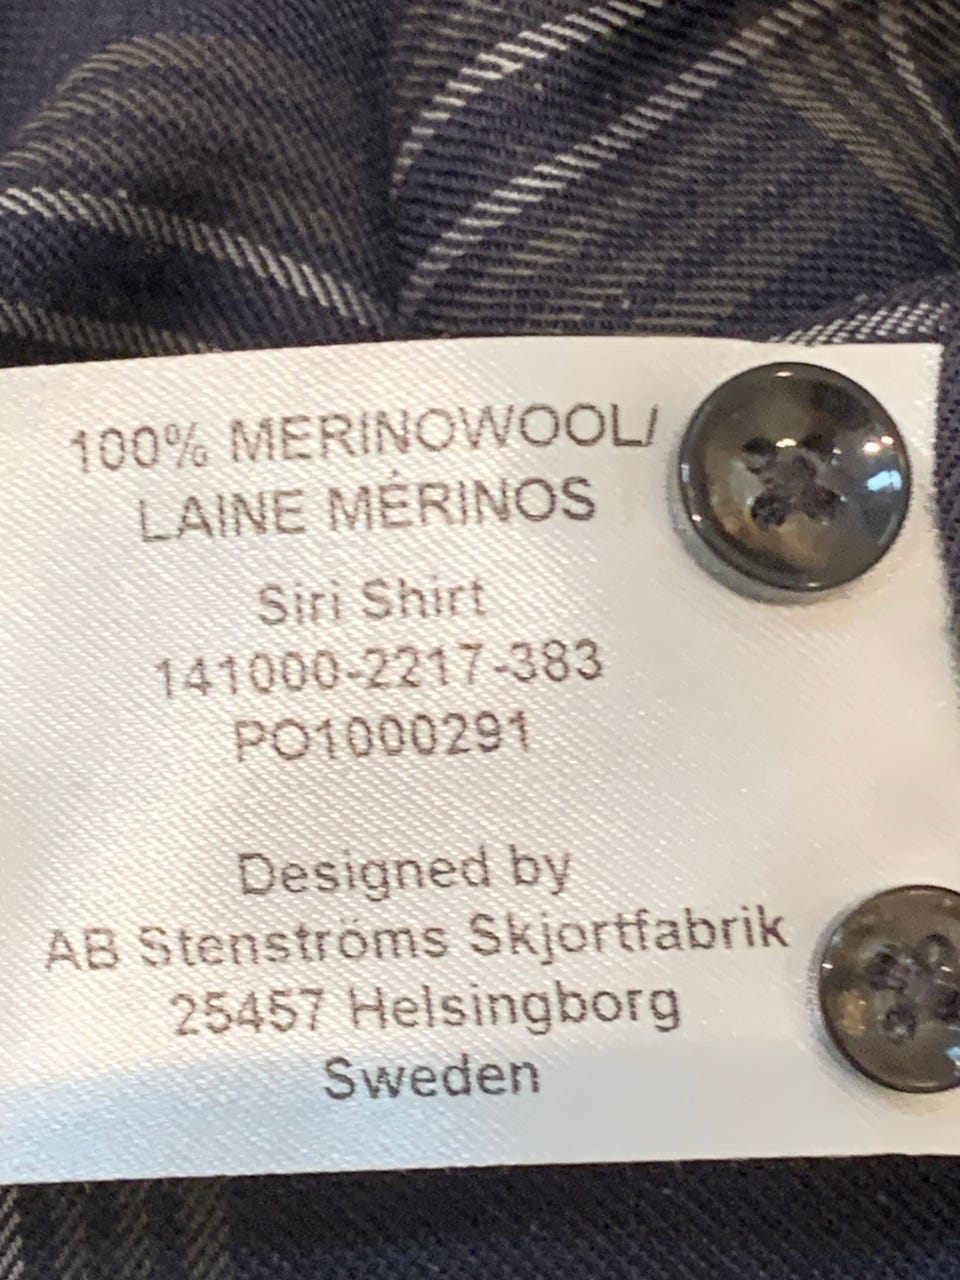 100% MERINOWOOL/
LAINE MÉRINOS
Siri Shirt
141000-2217-383
PO1000291
Designed by
AB Stenströms Skjortfabrik
25457 Helsingborg
Sweden